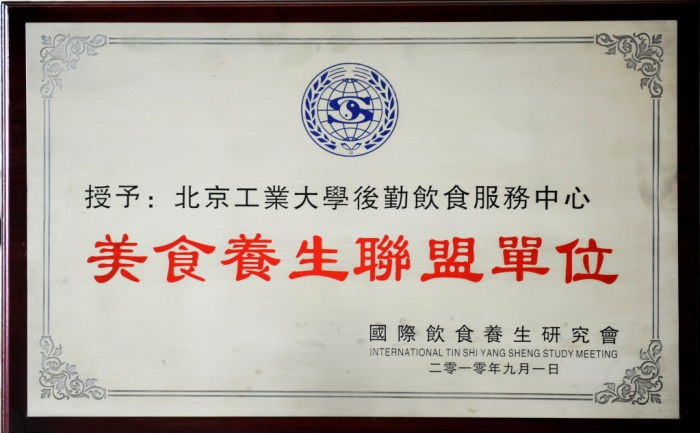 授予：北京工業大學後勤飲食服務中心
美食養生聯盟單位
國際飲食養生研究會
INTERNATIONAL TIN SHI YANG SHENG STUDY MEETING
二零一零年九月一日